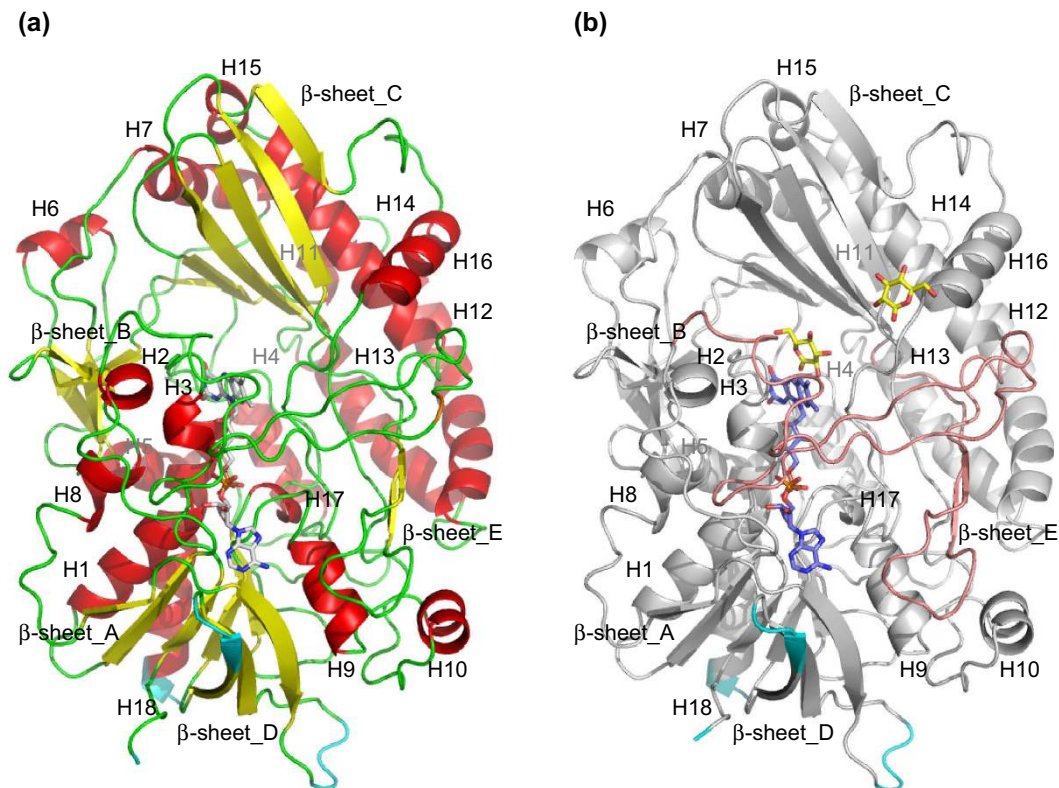 (a)
H15
β-sheet_C
H7
H6
H14
H11
H16
H12
β-sheet_B
H2
H4
H13
H3
H5
H8
H17
β-sheet_E
H1
β-sheet_A
H9
H10
H18
β-sheet_D
(b)
H15
β-sheet_C
H7
H6
H14
H11
H16
H12
β-sheet_B
H2
H4
H13
H3
H5
H8
H17
β-sheet_E
H1
β-sheet_A
H9
H10
H18
β-sheet_D